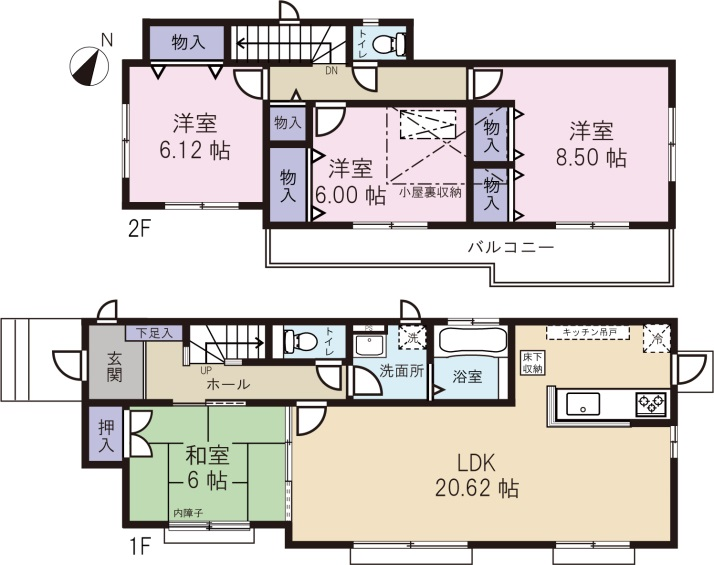 N
物入
トイレ
DN
洋室
6.12 帖
物入
物入
洋室
6.00 帖
小屋裏収納
物入
物入
洋室
8.50 帖
バルコニー
2F
玄関
下足入
UP
ホール
トイレ
PS
洗
洗面所
浴室
床下収納
キッチン吊戸
冷
押入
和室
6 帖
内障子
LDK
20.62 帖
1F